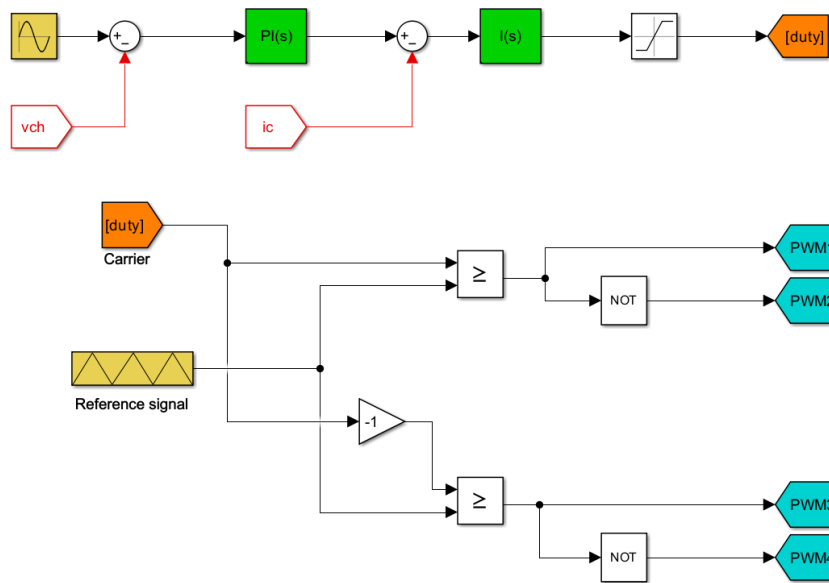 +
−
PI(s)
+
−
I(s)
[duty]
vch
ic
[duty]
Carrier
≥
PWM1
NOT
PWM2
Reference signal
-1
≥
PWM3
NOT
PWM4